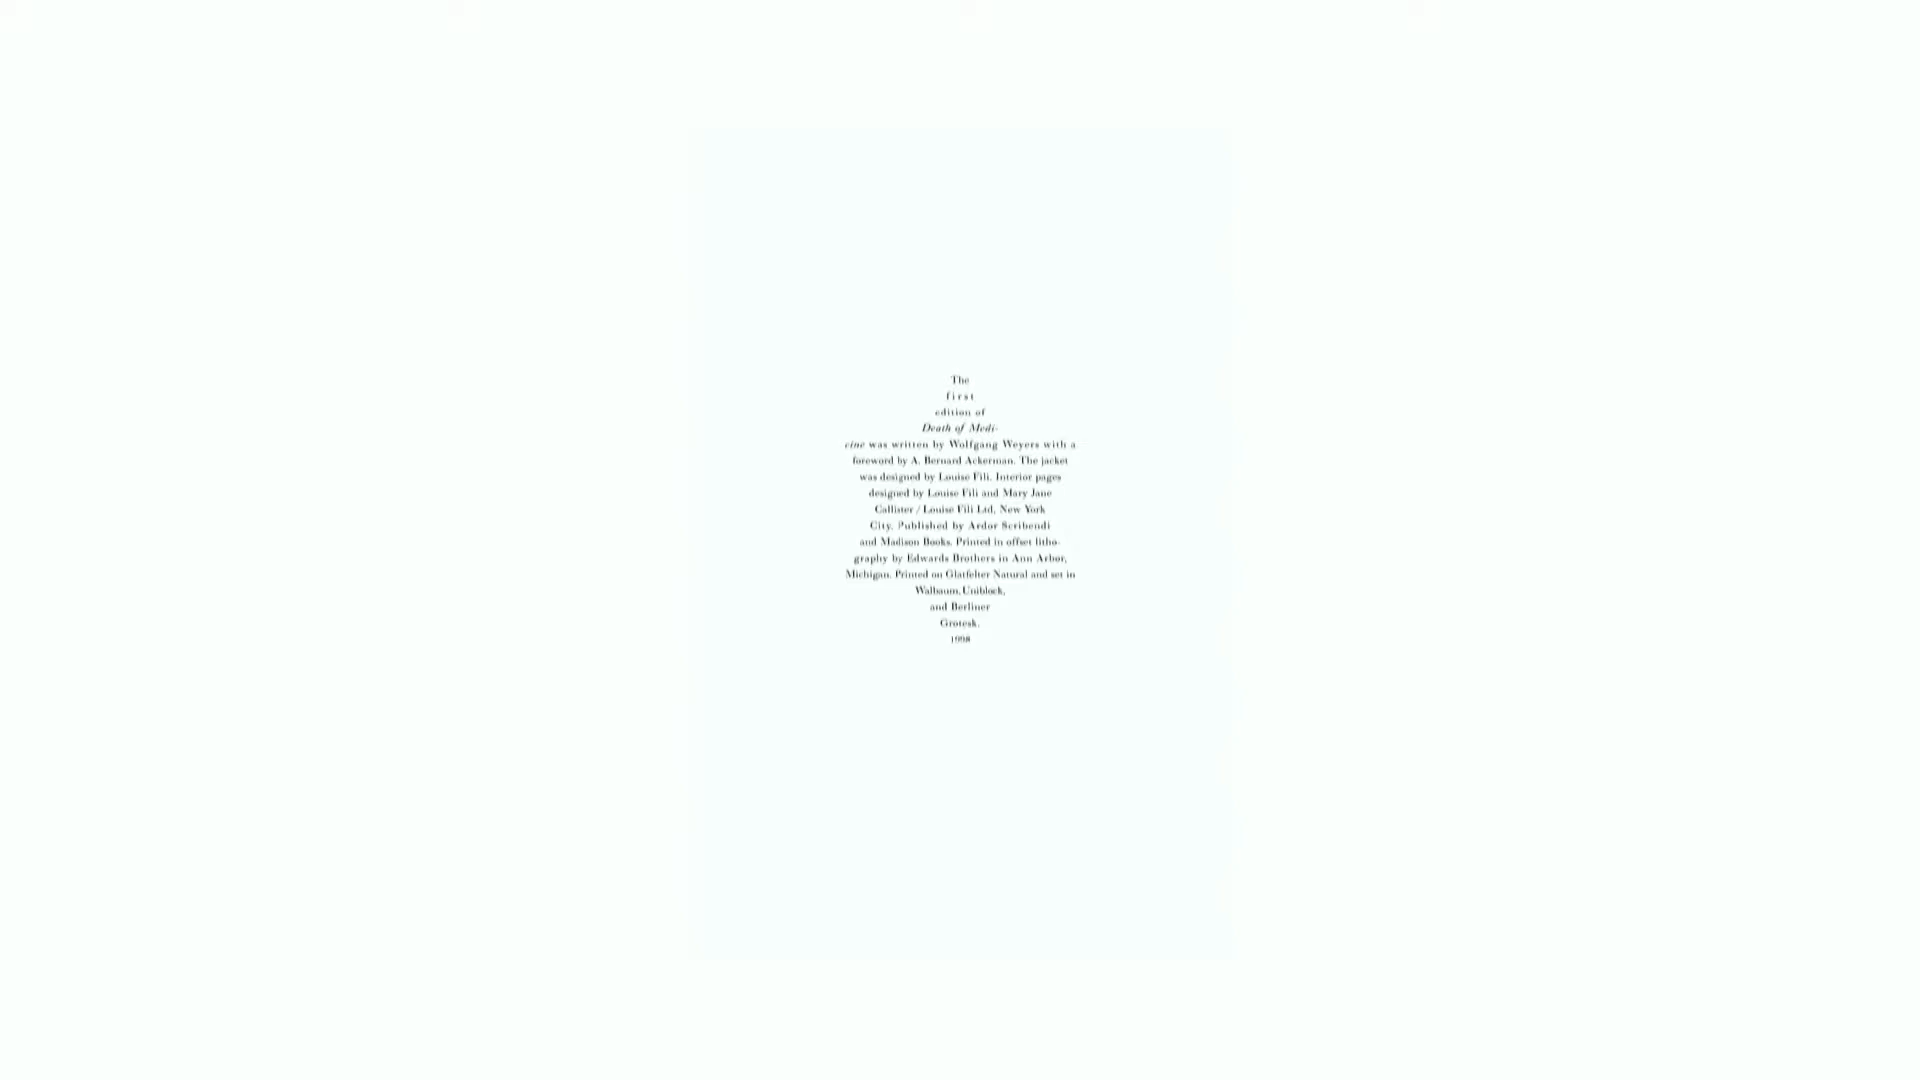 The
first
edition of
Death of Medi-
cine was written by Wolfgang Weyers with a
foreword by A. Bernard Ackerman. The jacket
was designed by Louise Fili. Interior pages
designed by Louise Fili and Mary Jane
Callister / Louise Fili Ltd, New York
City. Published by Ardor Scribendi
and Madison Books. Printed in offset litho-
graphy by Edwards Brothers in Ann Arbor,
Michigan. Printed on Glatfelter Natural and set in
Walbaum, Uniblock,
and Berliner
Grotesk.
1998